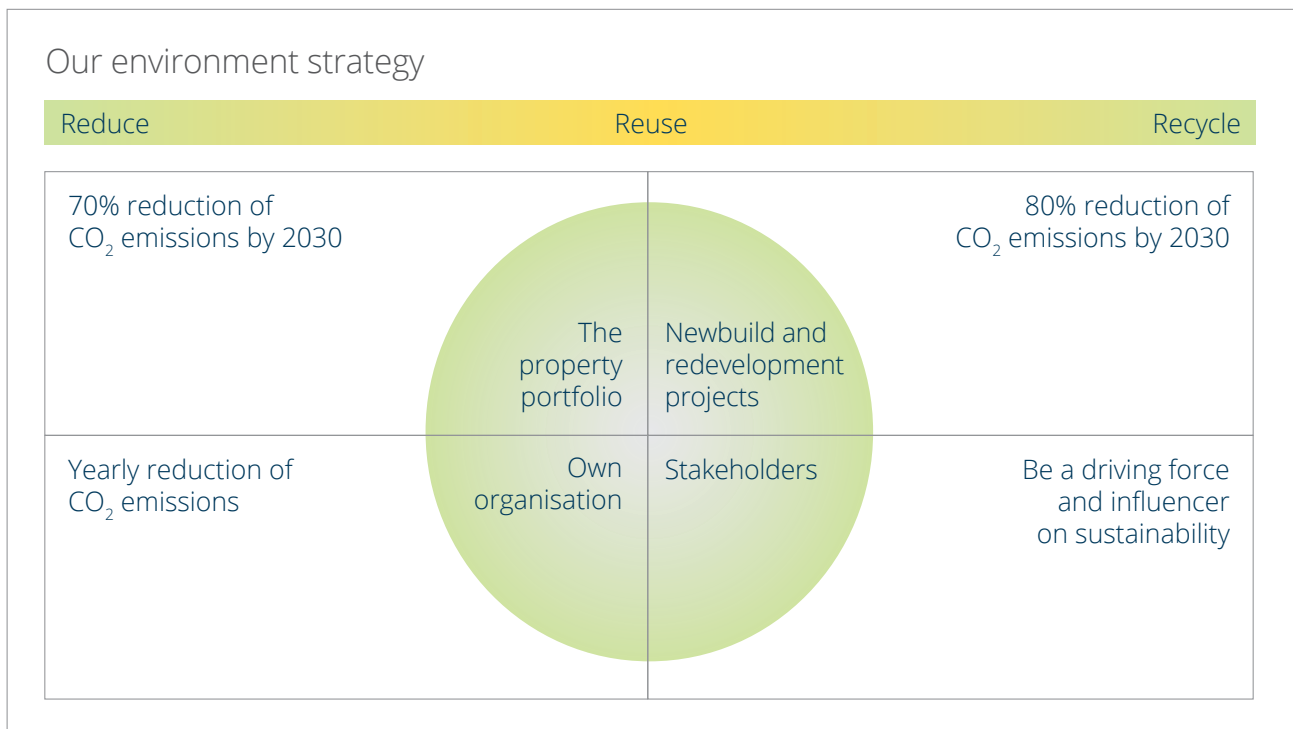 Our environment strategy
Reduce Reuse Recycle
70% reduction of
CO₂ emissions by 2030
80% reduction of
CO₂ emissions by 2030
The
property
portfolio
Newbuild and
redevelopment
projects
Yearly reduction of
CO₂ emissions
Own
organisation
Stakeholders
Be a driving force
and influencer
on sustainability